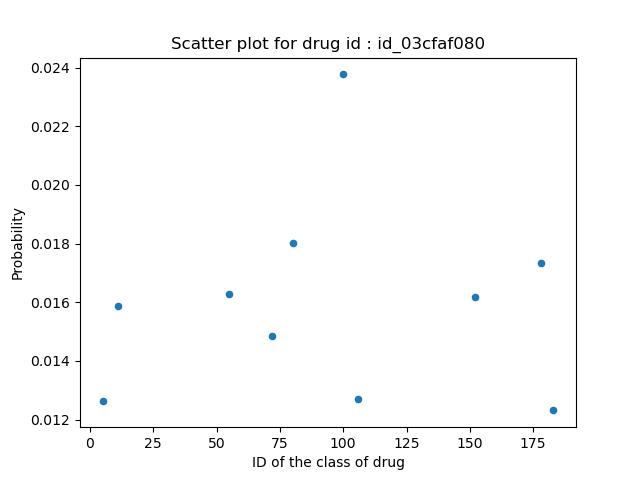 Scatter plot for drug id : id_03cfaf080
0.024
0.022
0.020
0.018
0.016
0.014
0.012
Probability
0 25 50 75 100 125 150 175
ID of the class of drug